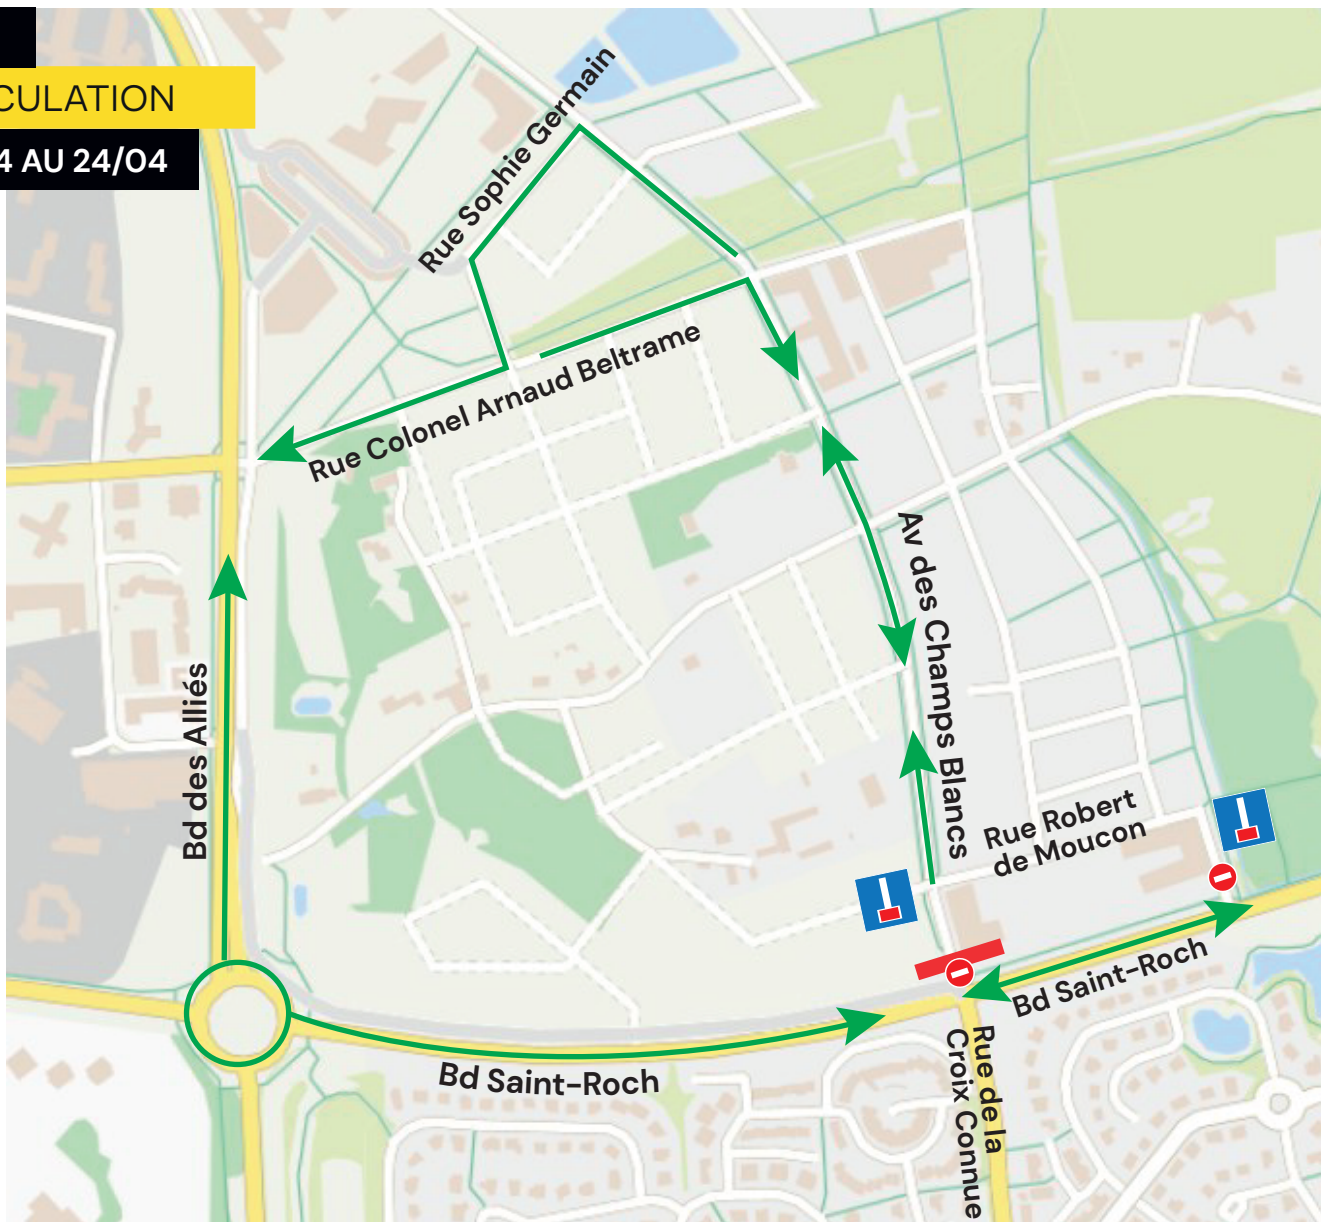 CULATION
4 AU 24/04
Rue Sophie Germain
Rue Colonel Arnaud Beltrame
Av des Champs Blancs
Bd des Alliés
Rue Robert
de Moucon
Bd Saint-Roch
Bd Saint-Roch
Rue de la
Croix Connue